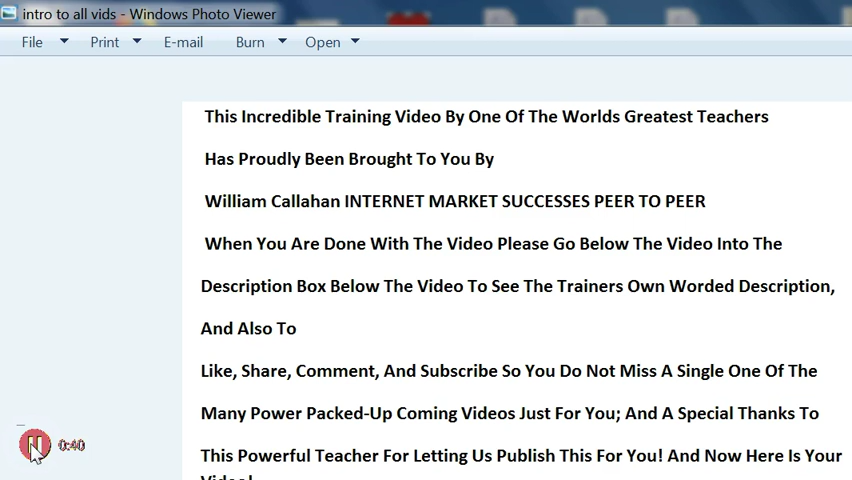 intro to all vids - Windows Photo Viewer
File Print E-mail Burn Open
This Incredible Training Video By One Of The Worlds Greatest Teachers
Has Proudly Been Brought To You By
William Callahan INTERNET MARKET SUCCESSES PEER TO PEER
When You Are Done With The Video Please Go Below The Video Into The
Description Box Below The Video To See The Trainers Own Worded Description,
And Also To
Like, Share, Comment, And Subscribe So You Do Not Miss A Single One Of The
Many Power Packed-Up Coming Videos Just For You; And A Special Thanks To
This Powerful Teacher For Letting Us Publish This For You! And Now Here Is Your
Video!
0:40